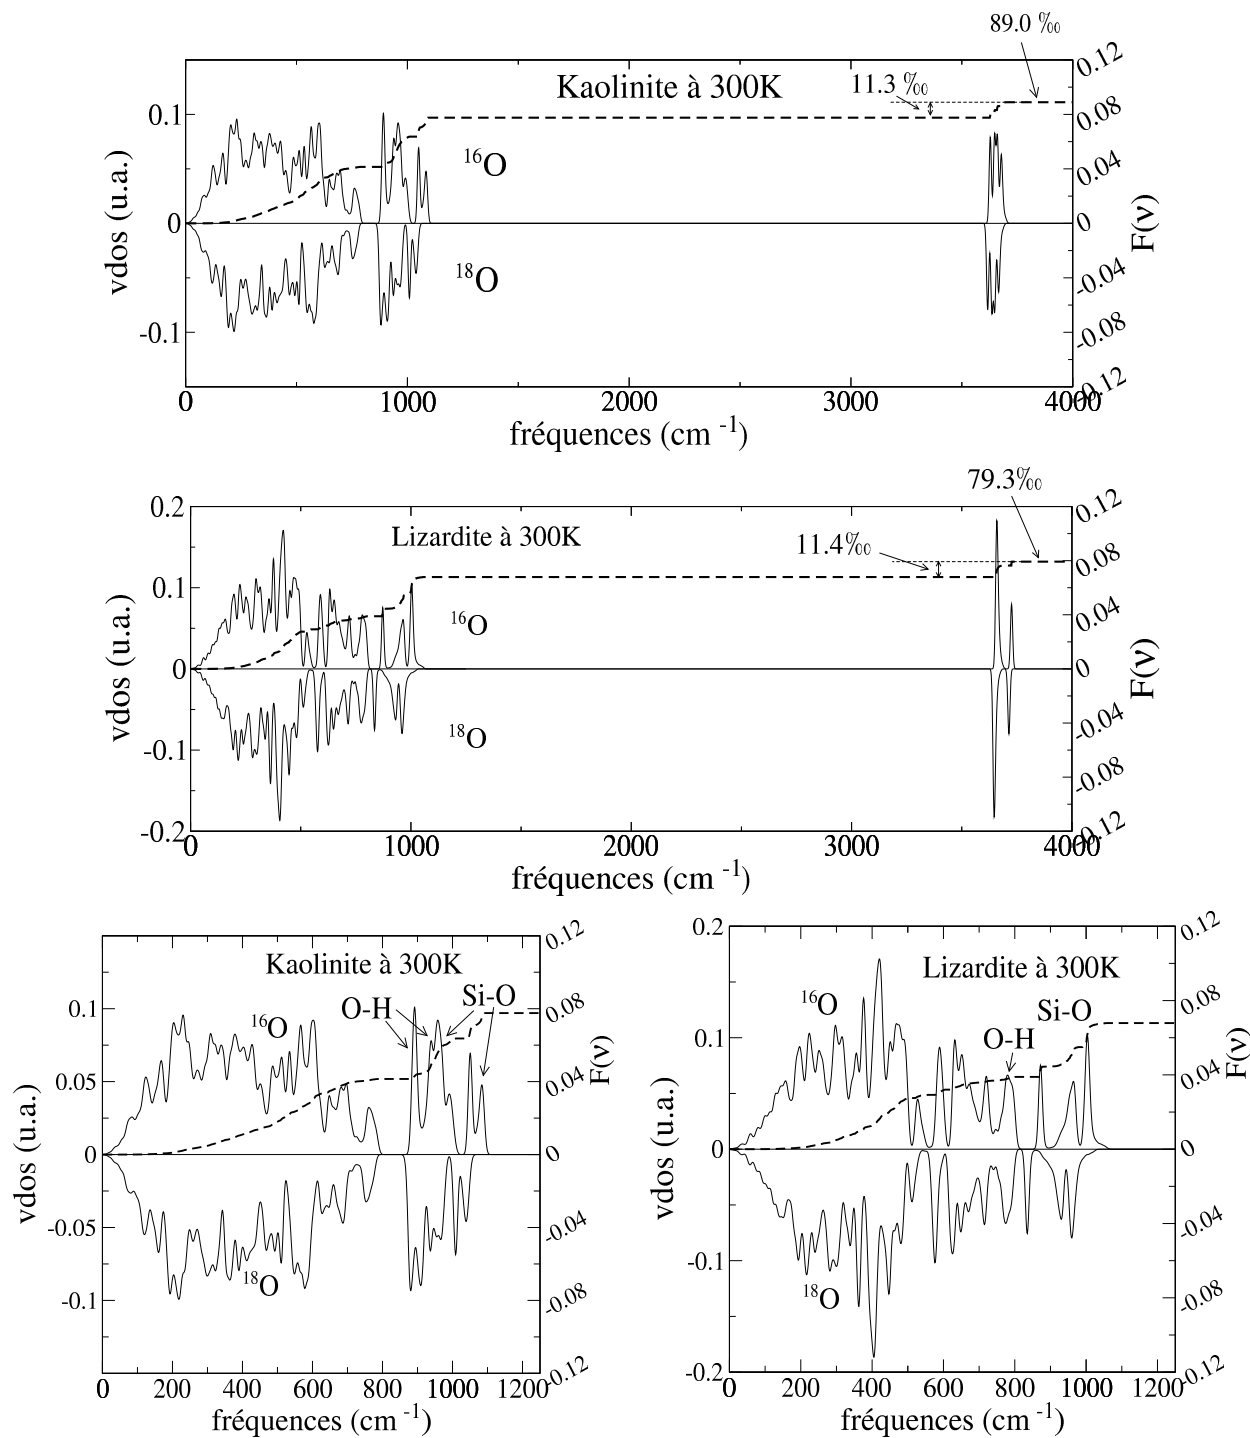 89.0 ‰
Kaolinite à 300K
11.3 ‰
0.12
0.1
0.08
0.04
¹⁶O
vdos (u.a.)
0
0
F(ν)
¹⁸O
-0.04
-0.1
-0.08
-0.12
0
1000
2000
3000
4000
fréquences (cm ⁻¹)
79.3‰
0.2
0.12
Lizardite à 300K
11.4‰
0.1
0.08
0.04
¹⁶O
vdos (u.a.)
0
0
F(ν)
¹⁸O
-0.04
-0.1
-0.08
-0.2
-0.12
0
1000
2000
3000
4000
fréquences (cm ⁻¹)
Kaolinite à 300K
0.12
Si-O
O-H
¹⁶O
0.1
0.08
0.05
0.04
F(ν)
vdos (u.a.)
0
0
-0.05
-0.04
¹⁸O
-0.1
-0.08
-0.12
0
200
400
600
800
1000
1200
fréquences (cm ⁻¹)
0.2
0.12
Lizardite à 300K
¹⁶O
Si-O
O-H
0.1
0.08
0.04
F(ν)
vdos (u.a.)
0
0
-0.04
-0.1
¹⁸O
-0.08
-0.2
-0.12
0
200
400
600
800
1000
1200
fréquences (cm ⁻¹)